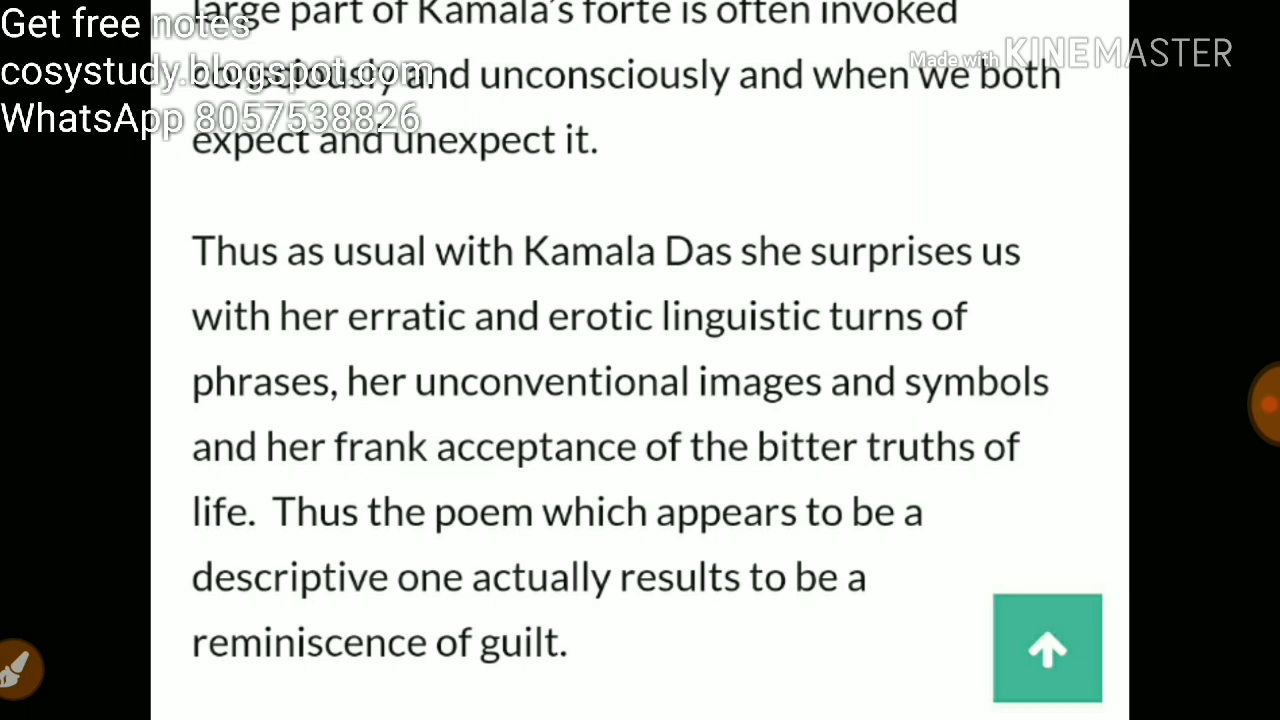 Get free notes
cosystudy.blogspot.com
WhatsApp 8057538826
Made with KINEMASTER
large part of Kamala's forte is often invoked
consciously and unconsciously and when we both
expect and unexpect it.
Thus as usual with Kamala Das she surprises us
with her erratic and erotic linguistic turns of
phrases, her unconventional images and symbols
and her frank acceptance of the bitter truths of
life.  Thus the poem which appears to be a
descriptive one actually results to be a
reminiscence of guilt.